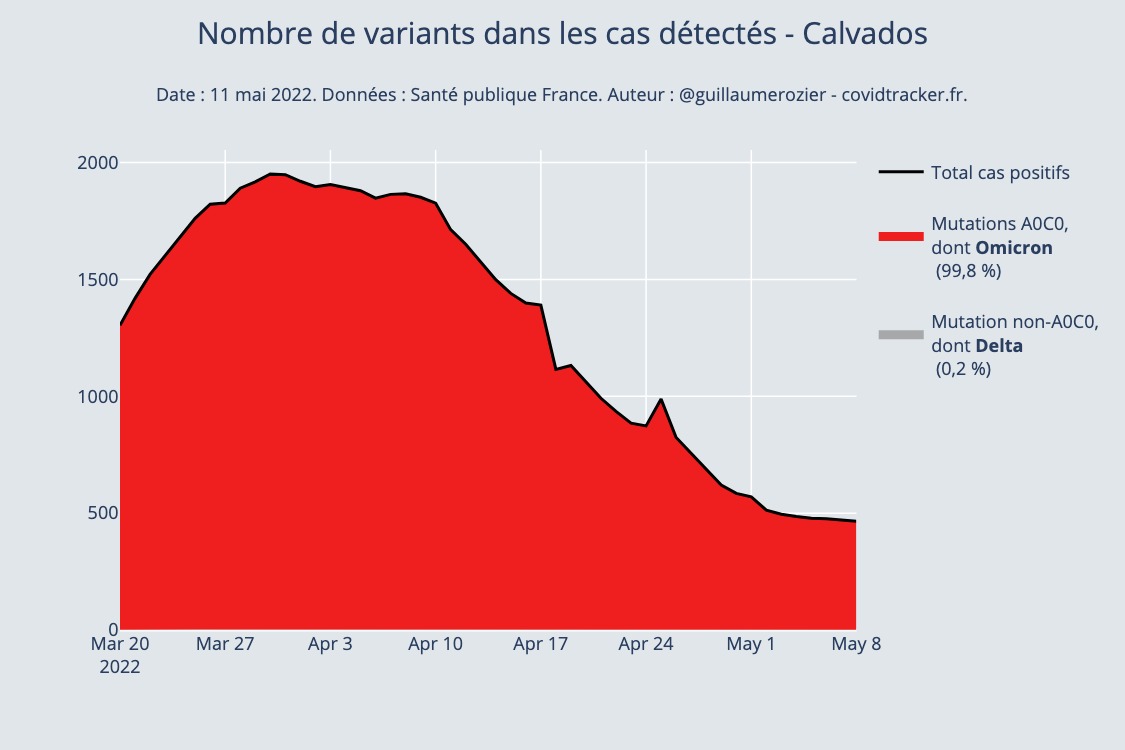 Nombre de variants dans les cas détectés - Calvados
Date : 11 mai 2022. Données : Santé publique France. Auteur : @guillaumerozier - covidtracker.fr.
2000
1500
1000
500
0
Mar 20
2022
Mar 27
Apr 3
Apr 10
Apr 17
Apr 24
May 1
May 8
Total cas positifs
Mutations A0C0,
dont Omicron
(99,8 %)
Mutation non-A0C0,
dont Delta
(0,2 %)